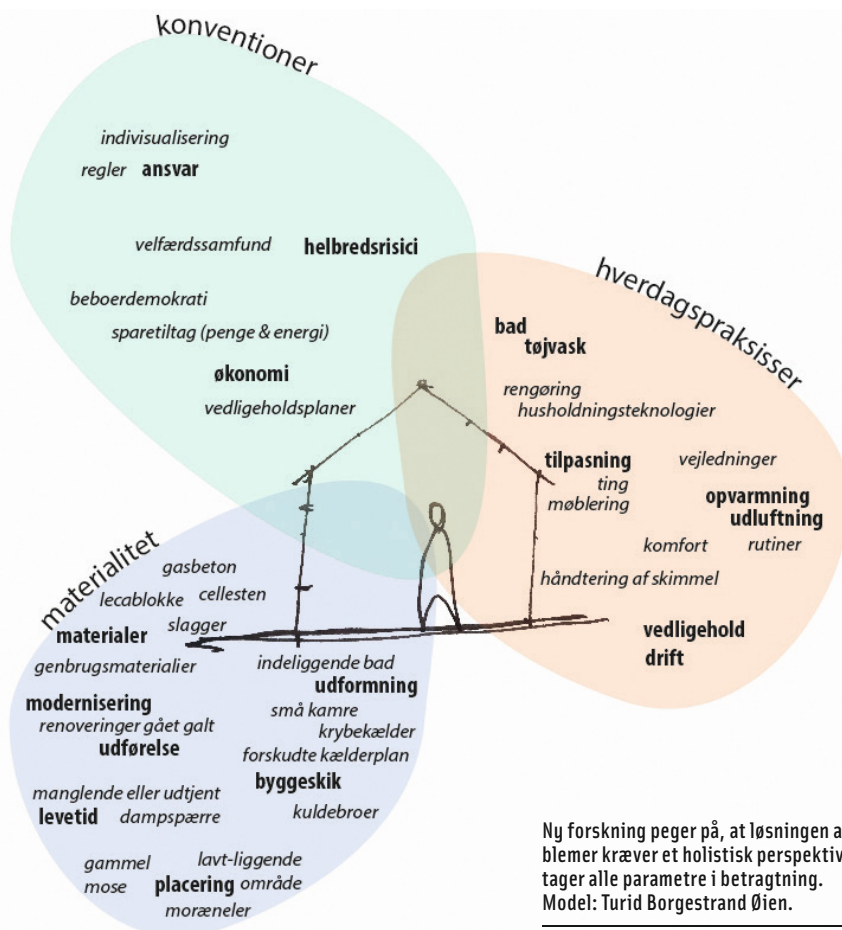 konventioner
indivisualisering
regler ansvar
velfærdssamfund helbredsrisici
beboerdemokrati
sparetiltag (penge & energi)
økonomi
vedligeholdsplaner
hverdagspraksisser
bad
tøjvask
rengøring
husholdningsteknologier
tilpasning vejledninger
ting
møblering
opvarmning
udluftning
komfort rutiner
håndtering af skimmel
vedligehold
drift
materialitet
gasbeton
lecablokke cellesten
materialer slagger
genbrugsmaterialier
indeliggende bad
udformning
modernisering
små kamre
renoveringer gået galt
krybekælder
udførelse
forskudte kælderplan
byggeskik
manglende eller udtjent
levetid dampspærre
kuldebroer
gammel lavt-liggende
mose placering område
moræneler
Ny forskning peger på, at løsningen a
blemer kræver et holistisk perspektiv
tager alle parametre i betragtning.
Model: Turid Borgestrand Øien.